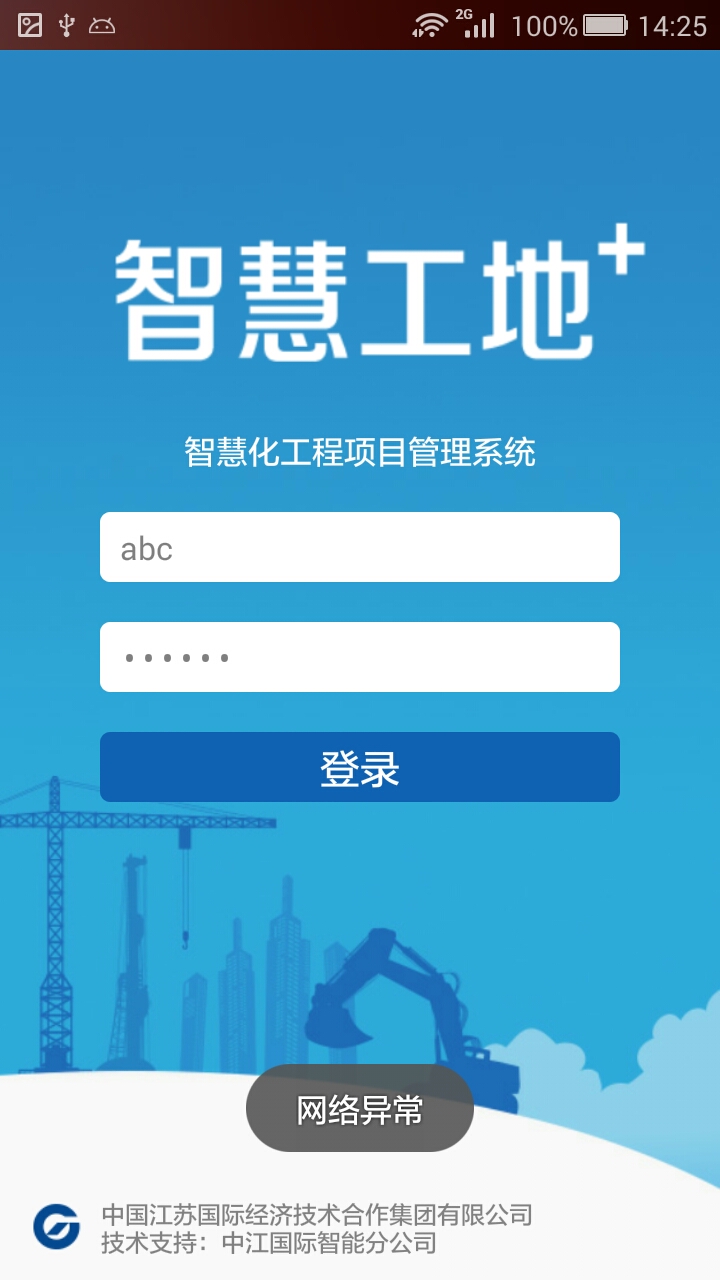 2G 100% 14:25
智慧工地+
智慧化工程项目管理系统
abc
••••••
登录
网络异常
中国江苏国际经济技术合作集团有限公司
技术支持：中江国际智能分公司